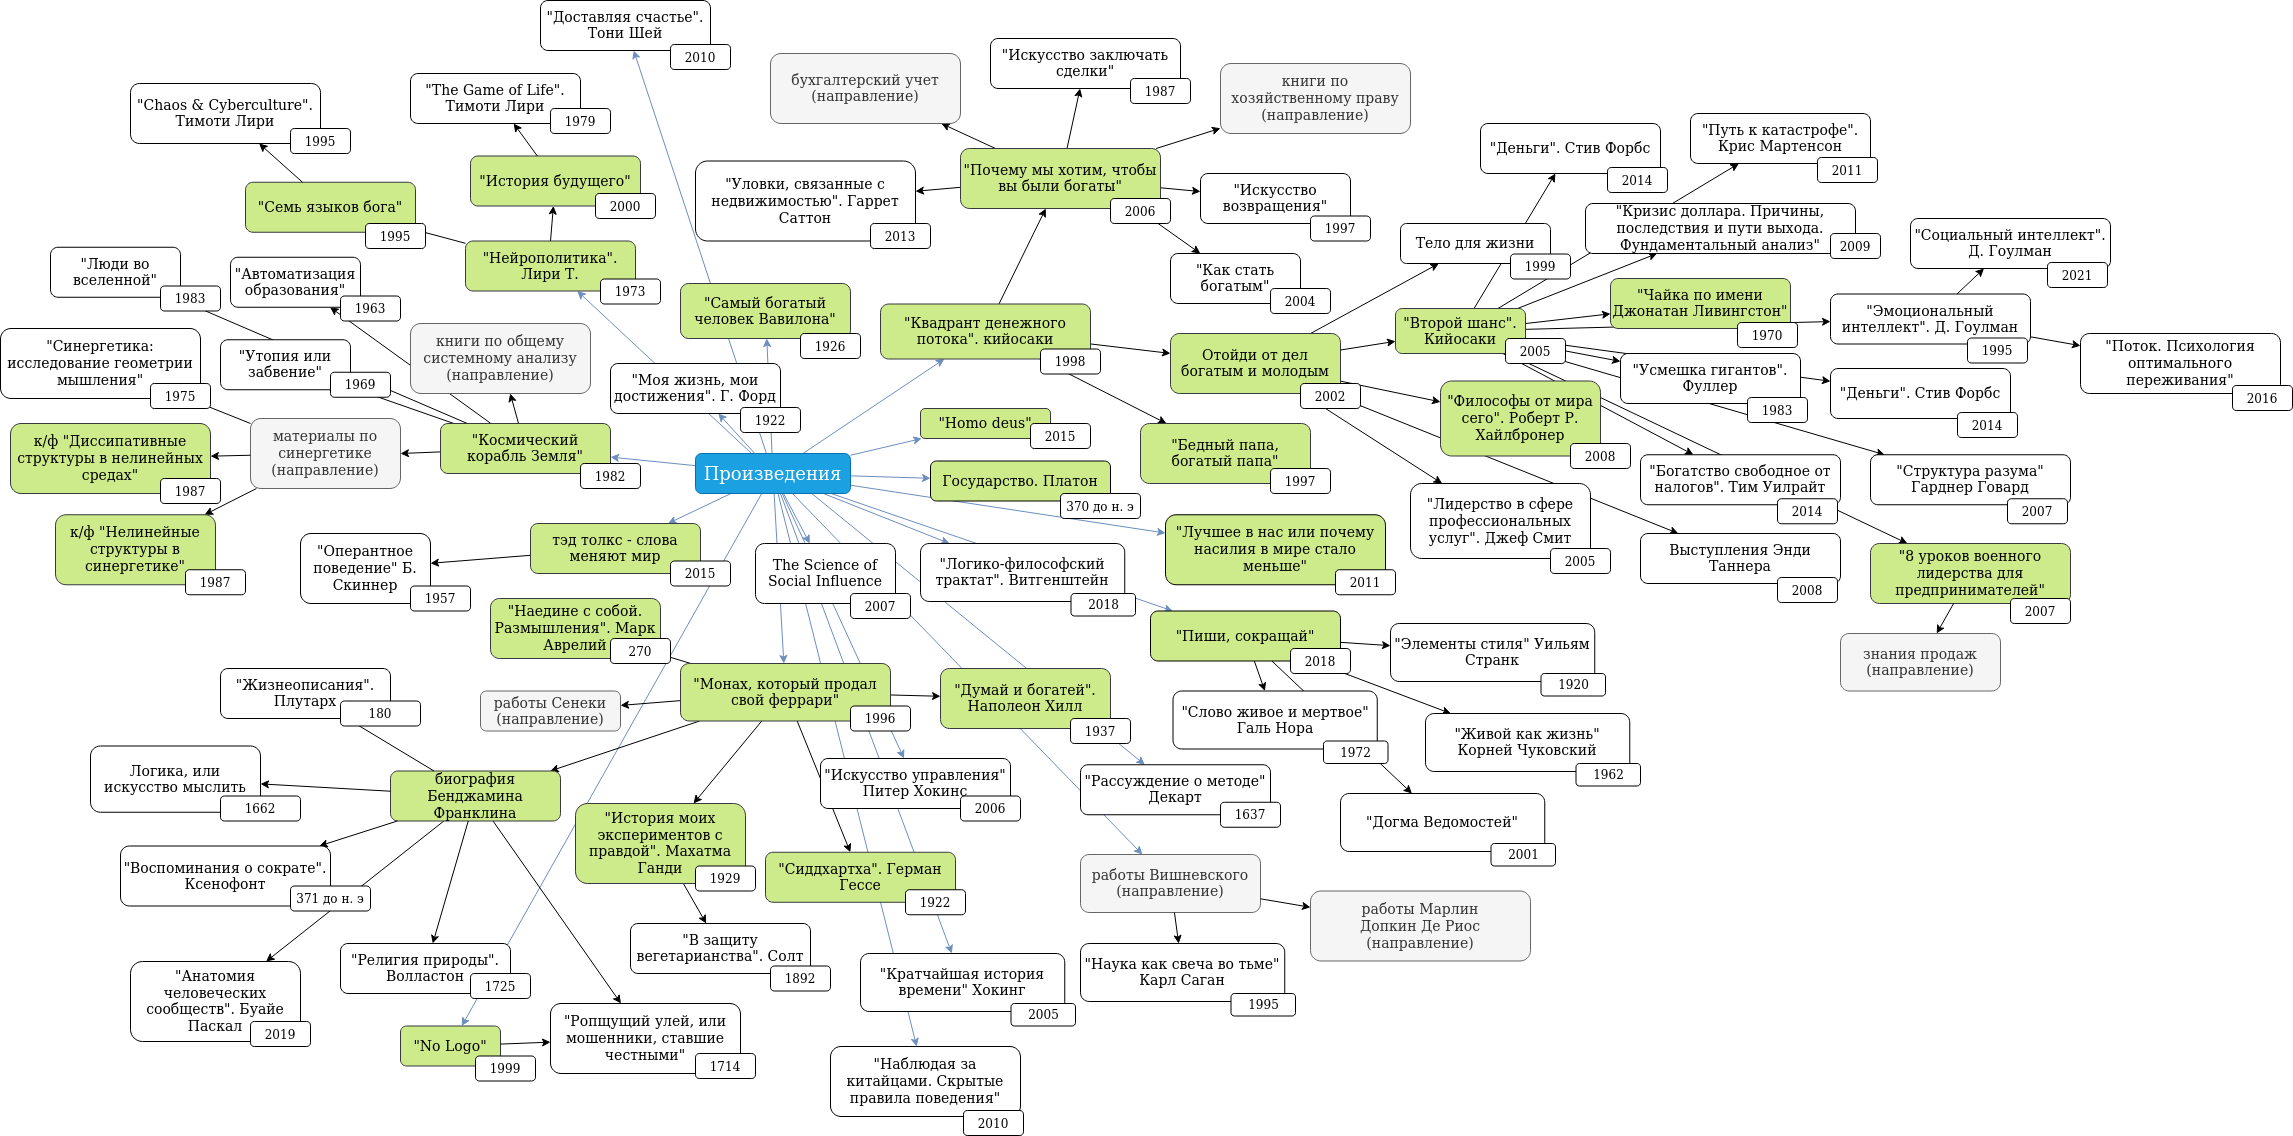 "Доставляя счастье".
Тони Шей
2010
"Искусство заключать
сделки"
1987
бухгалтерский учет
(направление)
книги по
хозяйственному праву
(направление)
"Chaos & Cyberculture".
Тимоти Лири
1995
"The Game of Life".
Тимоти Лири
1979
"Деньги". Стив Форбс
2014
"Путь к катастрофе".
Крис Мартенсон
2011
"История будущего"
2000
"Семь языков бога"
1995
"Уловки, связанные с
недвижимостью". Гаррет
Саттон
2013
"Почему мы хотим, чтобы
вы были богаты"
2006
"Искусство
возвращения"
1997
"Кризис доллара. Причины,
последствия и пути выхода.
Фундаментальный анализ"
2009
Тело для жизни
1999
"Социальный интеллект".
Д. Гоулман
2021
"Люди во
вселенной"
1983
"Автоматизация
образования"
1963
"Нейрополитика".
Лири Т.
1973
"Как стать
богатым"
2004
"Чайка по имени
Джонатан Ливингстон"
1970
"Самый богатый
человек Вавилона"
1926
"Квадрант денежного
потока". кийосаки
1998
"Второй шанс".
Кийосаки
2005
"Эмоциональный
интеллект". Д. Гоулман
1995
"Поток. Психология
оптимального
переживания"
2016
"Синергетика:
исследование геометрии
мышления"
1975
"Утопия или
забвение"
1969
книги по общему
системному анализу
(направление)
Отойди от дел
богатым и молодым
2002
"Усмешка гигантов".
Фуллер
1983
"Деньги". Стив Форбс
2014
"Моя жизнь, мои
достижения". Г. Форд
1922
"Философы от мира
сего". Роберт Р.
Хайлбронер
2008
"Homo deus"
2015
"Бедный папа,
богатый папа"
1997
к/ф "Диссипативные
структуры в нелинейных
средах"
1987
материалы по
синергетике
(направление)
"Космический
корабль Земля"
1982
Произведения
Государство. Платон
370 до н. э
"Богатство свободное от
налогов". Тим Уилрайт
2014
"Структура разума"
Гарднер Говард
2007
"Лидерство в сфере
профессиональных
услуг". Джеф Смит
2005
к/ф "Нелинейные
структуры в
синергетике"
1987
"Оперантное
поведение" Б.
Скиннер
1957
тэд толкс - слова
меняют мир
2015
The Science of
Social Influence
2007
"Логико-философский
трактат". Витгенштейн
2018
"Лучшее в нас или почему
насилия в мире стало
меньше"
2011
Выступления Энди
Таннера
2008
"8 уроков военного
лидерства для
предпринимателей"
2007
"Наедине с собой.
Размышления". Марк
Аврелий
270
"Пиши, сокращай"
2018
"Элементы стиля" Уильям
Странк
1920
знания продаж
(направление)
"Жизнеописания".
Плутарх
180
работы Сенеки
(направление)
"Монах, который продал
свой феррари"
1996
"Думай и богатей".
Наполеон Хилл
1937
"Слово живое и мертвое"
Галь Нора
1972
"Живой как жизнь"
Корней Чуковский
1962
Логика, или
искусство мыслить
1662
биография
Бенджамина
Франклина
"Искусство управления"
Питер Хокинс
2006
"Рассуждение о методе"
Декарт
1637
"Догма Ведомостей"
2001
"История моих
экспериментов с
правдой". Махатма
Ганди
1929
"Воспоминания о сократе".
Ксенофонт
371 до н. э
"Сиддхартха". Герман
Гессе
1922
работы Вишневского
(направление)
работы Марлин
Допкин Де Риос
(направление)
"В защиту
вегетарианства". Солт
1892
"Анатомия
человеческих
сообществ". Буайе
Паскал
2019
"Религия природы".
Волластон
1725
"Кратчайшая история
времени" Хокинг
2005
"Наука как свеча во тьме"
Карл Саган
1995
"No Logo"
1999
"Ропщущий улей, или
мошенники, ставшие
честными"
1714
"Наблюдая за
китайцами. Скрытые
правила поведения"
2010